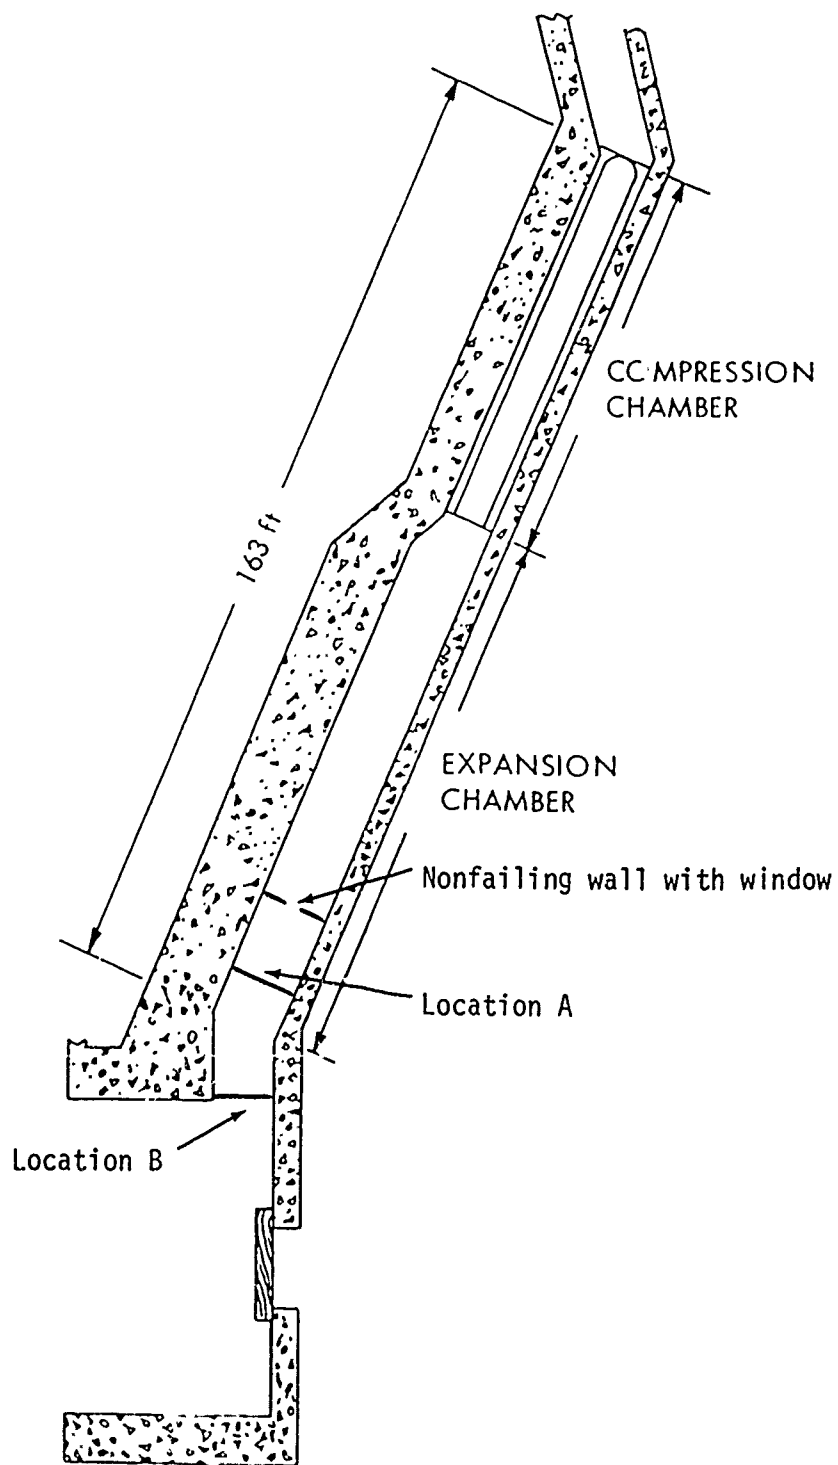 163 ft
CC·MPRESSION
CHAMBER
EXPANSION
CHAMBER
Nonfailing wall with window
Location A
Location B